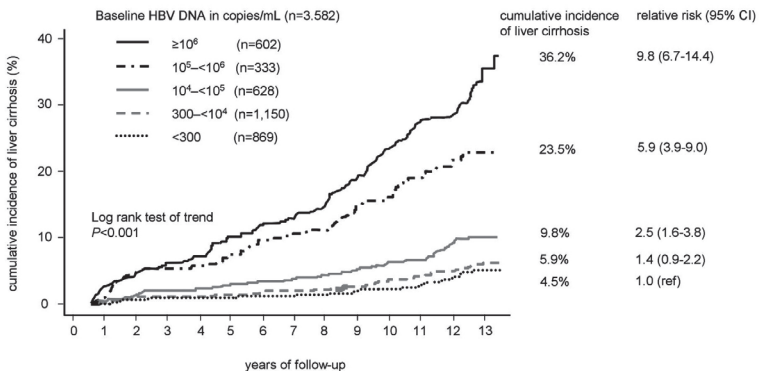 Baseline HBV DNA in copies/mL (n=3.582)
cumulative incidence
of liver cirrhosis
relative risk (95% CI)
≥10⁶ (n=602)
10⁵–<10⁶ (n=333)
10⁴–<10⁵ (n=628)
300–<10⁴ (n=1,150)
<300 (n=869)
36.2% 9.8 (6.7-14.4)
23.5% 5.9 (3.9-9.0)
9.8% 2.5 (1.6-3.8)
5.9% 1.4 (0.9-2.2)
4.5% 1.0 (ref)
Log rank test of trend
P<0.001
cumulative incidence of liver cirrhosis (%)
40
30
20
10
0
0 1 2 3 4 5 6 7 8 9 10 11 12 13
years of follow-up